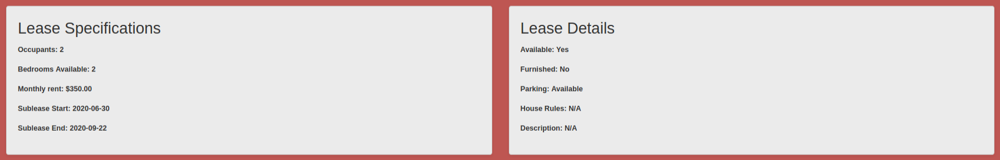 Lease Specifications
Occupants: 2
Bedrooms Available: 2
Monthly rent: $350.00
Sublease Start: 2020-06-30
Sublease End: 2020-09-22
Lease Details
Available: Yes
Furnished: No
Parking: Available
House Rules: N/A
Description: N/A